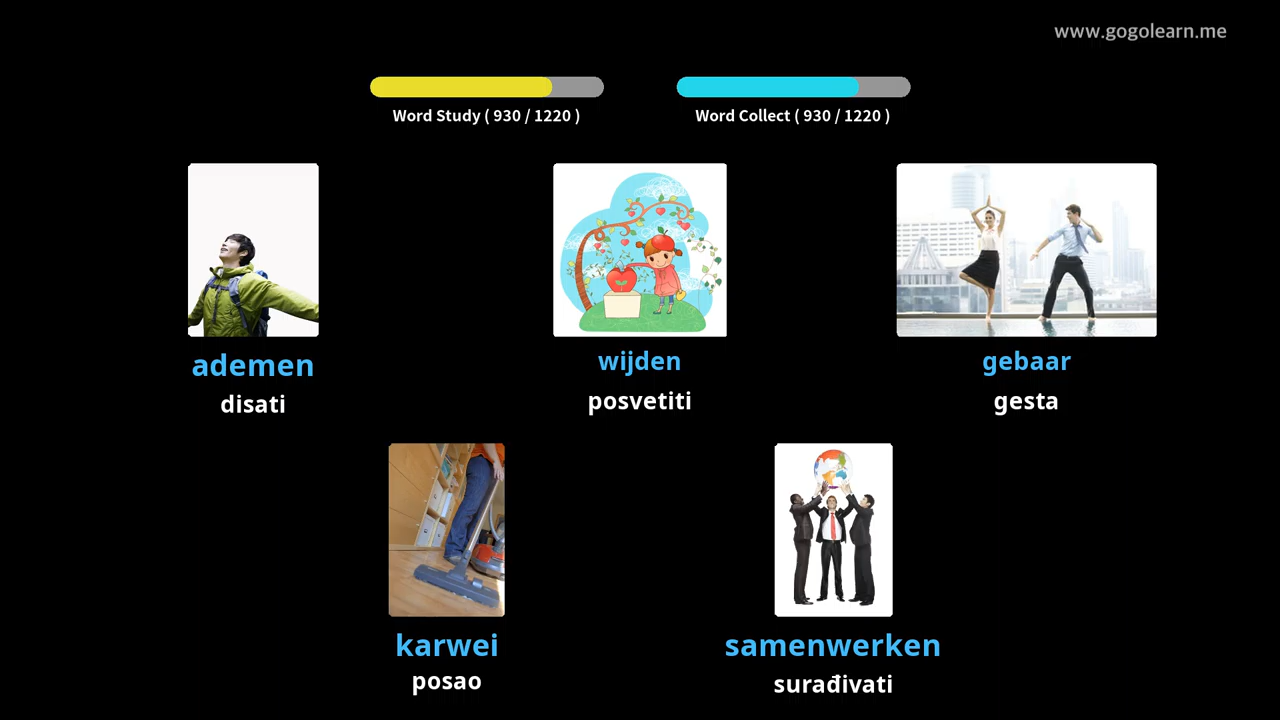 www.gogolearn.me
Word Study ( 930 / 1220 )
Word Collect ( 930 / 1220 )
ademen
disati
wijden
posvetiti
gebaar
gesta
karwei
posao
samenwerken
surađivati